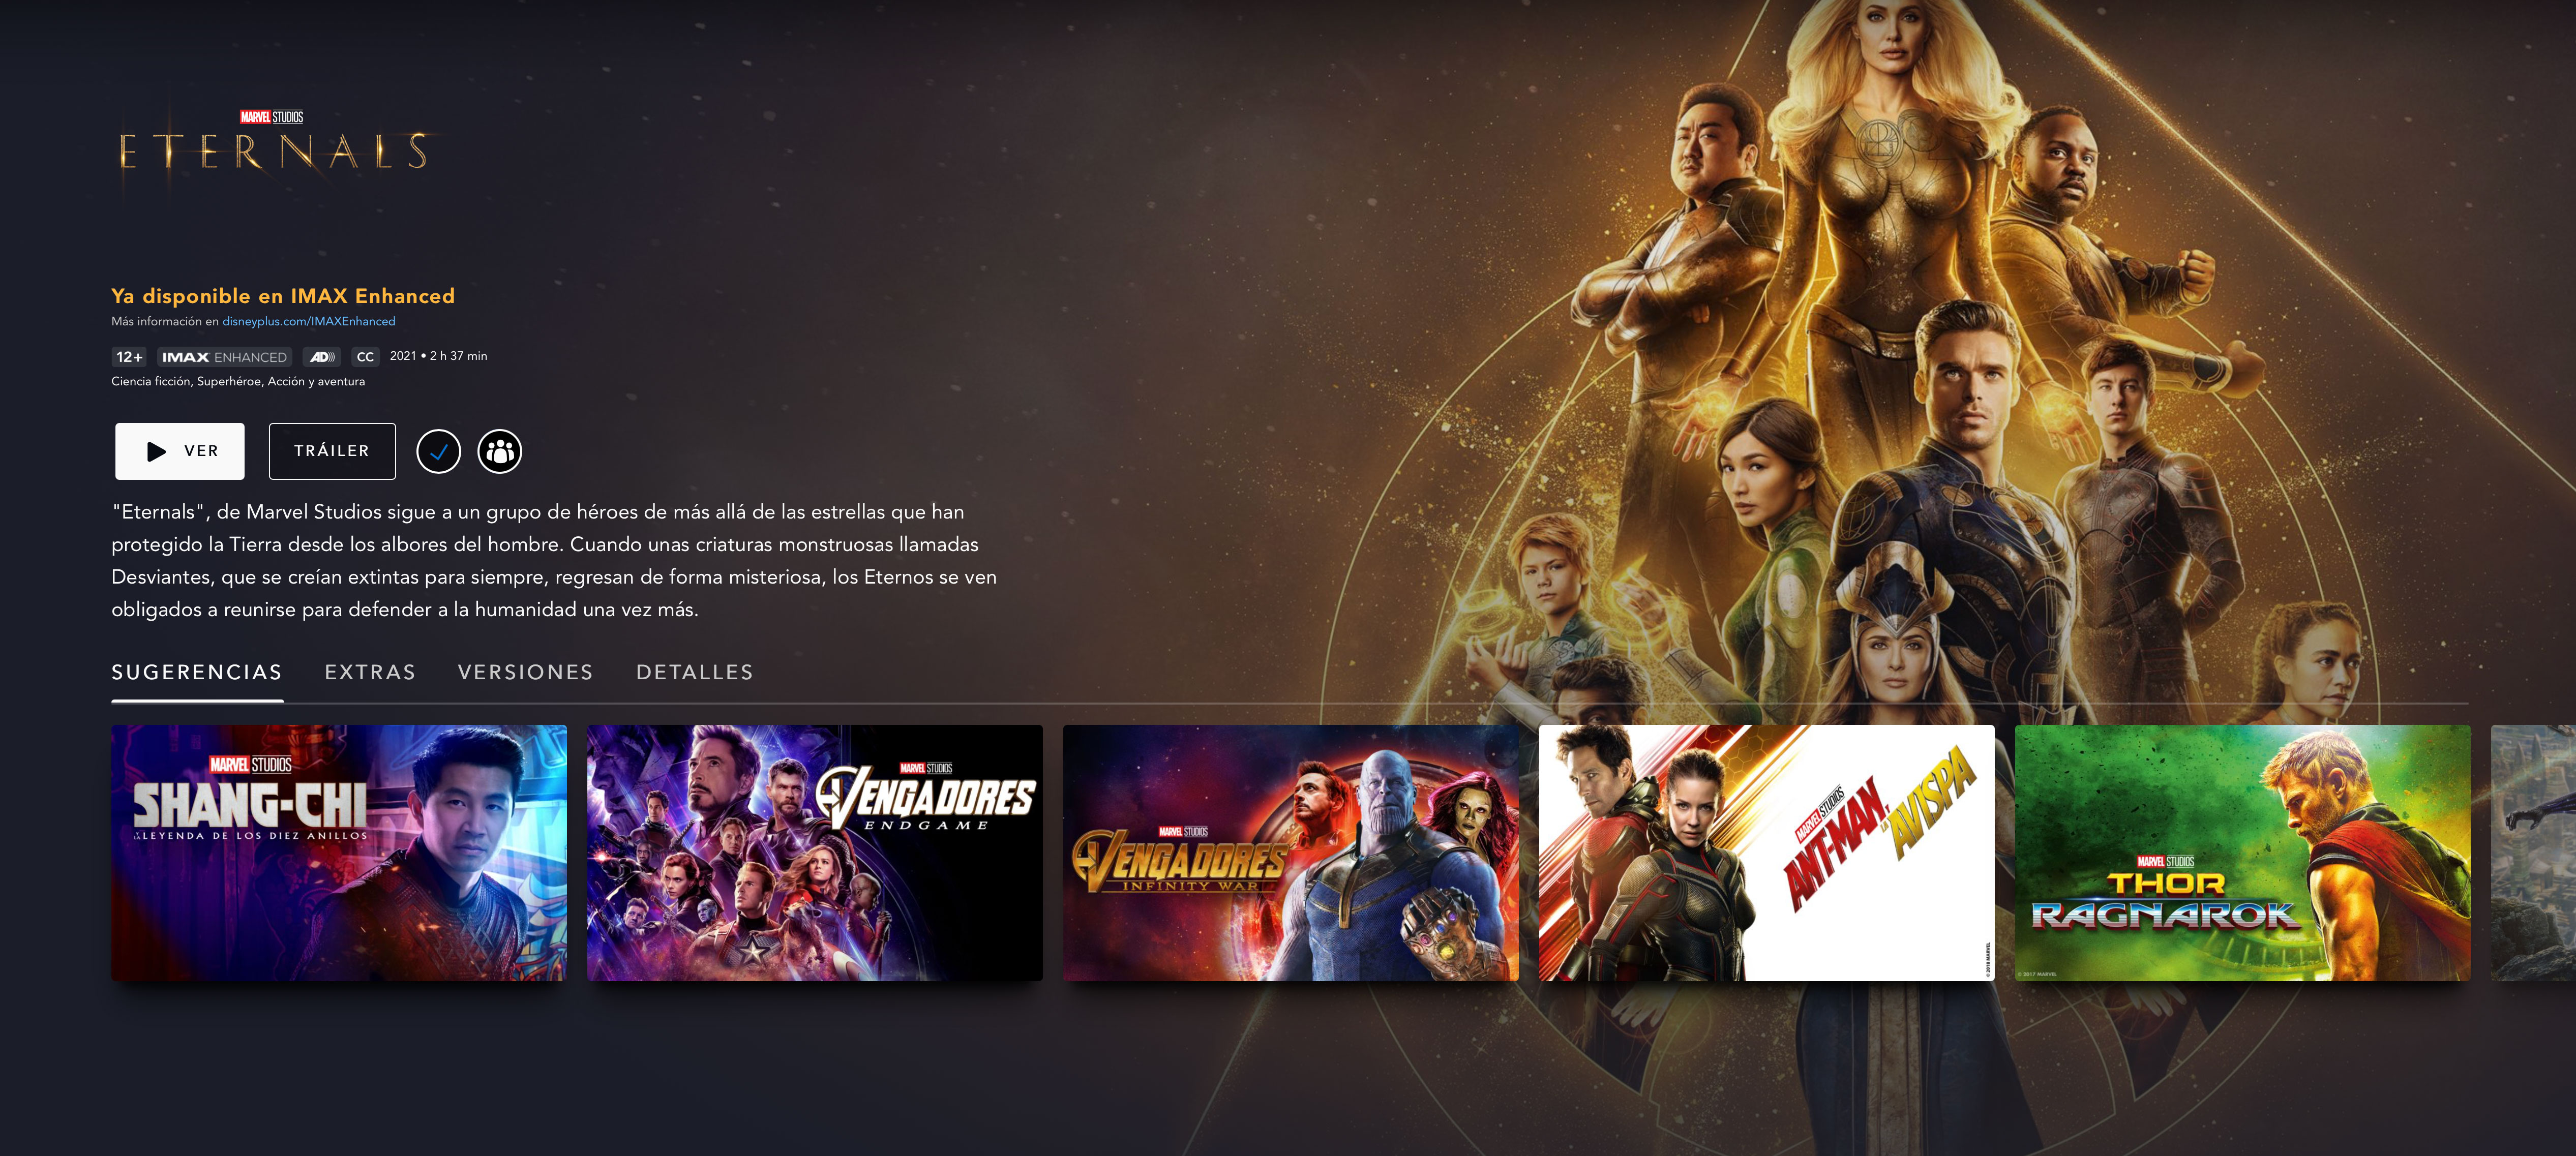 MARVEL STUDIOS
ETERNALS
Ya disponible en IMAX Enhanced
Más información en disneyplus.com/IMAXEnhanced
12+ IMAX ENHANCED AD))) CC 2021 • 2 h 37 min
Ciencia ficción, Superhéroe, Acción y aventura
VER TRÁILER
"Eternals", de Marvel Studios sigue a un grupo de héroes de más allá de las estrellas que han
protegido la Tierra desde los albores del hombre. Cuando unas criaturas monstruosas llamadas
Desviantes, que se creían extintas para siempre, regresan de forma misteriosa, los Eternos se ven
obligados a reunirse para defender a la humanidad una vez más.
SUGERENCIAS EXTRAS VERSIONES DETALLES
MARVEL STUDIOS
SHANG-CHI
Y LA LEYENDA DE LOS DIEZ ANILLOS
MARVEL STUDIOS
VENGADORES
ENDGAME
MARVEL STUDIOS
VENGADORES
INFINITY WAR
MARVEL STUDIOS
ANT-MAN
Y LA AVISPA
© 2018 MARVEL
MARVEL STUDIOS
THOR
RAGNAROK
© 2017 MARVEL